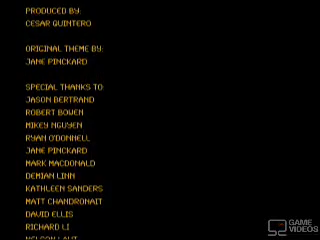 PRODUCED BY:
CESAR QUINTERO
ORIGINAL THEME BY:
JANE PINCKARD
SPECIAL THANKS TO:
JASON BERTRAND
ROBERT BOWEN
MIKEY NGUYEN
RYAN O'DONNELL
JANE PINCKARD
MARK MACDONALD
DEMIAN LINN
KATHLEEN SANDERS
MATT CHANDRONAIT
DAVID ELLIS
RICHARD LI
GAME
VIDEOS